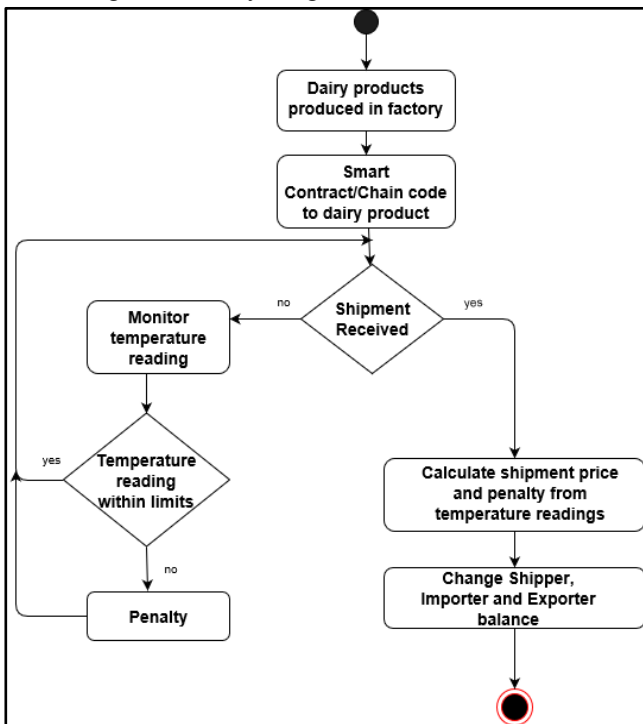 Dairy products
produced in factory
Smart
Contract/Chain code
to dairy product
no
Shipment
Received
yes
Monitor
temperature
reading
yes
Temperature
reading
within limits
no
Calculate shipment price
and penalty from
temperature readings
Penalty
Change Shipper,
Importer and Exporter
balance